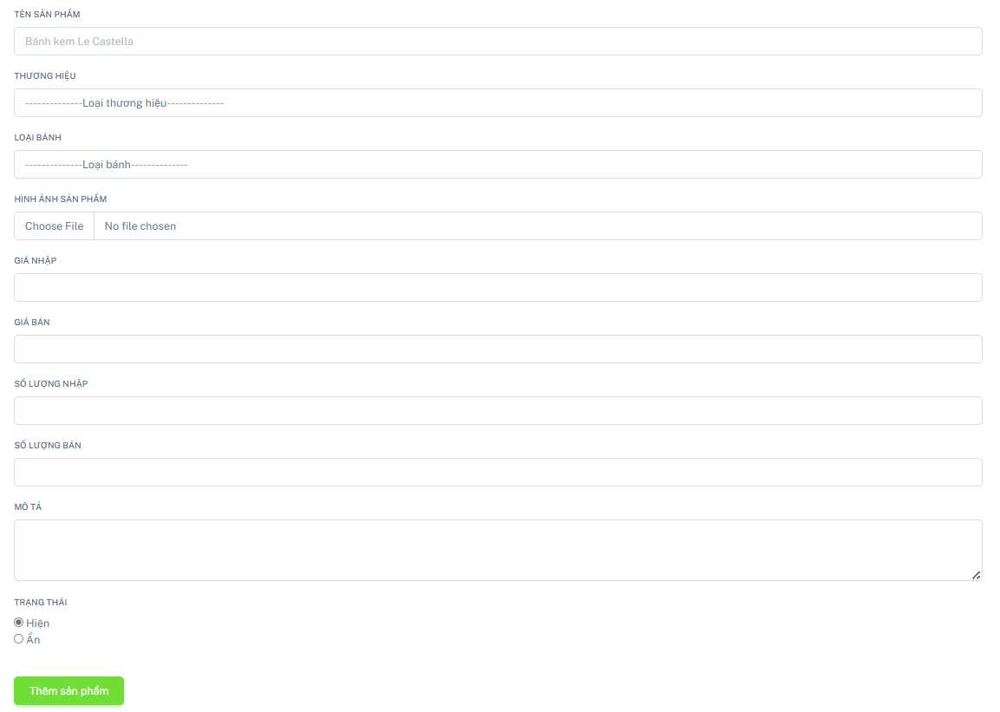 TÊN SẢN PHẨM
Bánh kem Le Castella
THƯƠNG HIỆU
--------------Loại thương hiệu--------------
LOẠI BÁNH
--------------Loại bánh--------------
HÌNH ẢNH SẢN PHẨM
Choose File No file chosen
GIÁ NHẬP
GIÁ BÁN
SỐ LƯỢNG NHẬP
SỐ LƯỢNG BÁN
MÔ TẢ
TRẠNG THÁI
Hiện
Ẩn
Thêm sản phẩm